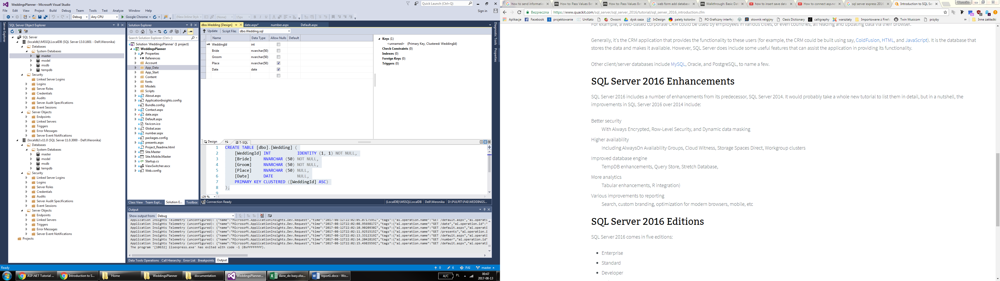 WeddingsPlanner - Microsoft Visual Studio
Quick Launch (Ctrl+Q)
File Edit View Project Build Debug Team Tools Test Analyze Window Help
Sign in
Debug Any CPU Google Chrome (New Inline Style (None) 15px
Server Explorer
SQL Server Object Explorer
SQL Server
(localdb)\MSSQLLocalDB (SQL Server 13.0.1601 - Dell\Weronika)
Databases
System Databases
master
model
msdb
tempdb
Security
Linked Server Logins
Logins
Server Roles
Credentials
Audits
Server Audit Specifications
Event Sessions
Server Objects
Endpoints
Linked Servers
Triggers
Error Messages
Server Event Notifications
(localdb)\v11.0 (SQL Server 11.0.3000 - Dell\Weronika)
Databases
System Databases
master
model
msdb
tempdb
Security
Linked Server Logins
Logins
Server Roles
Credentials
Audits
Server Audit Specifications
Event Sessions
Server Objects
Endpoints
Linked Servers
Triggers
Error Messages
Server Event Notifications
Projects
Solution Explorer
Search Solution Explorer (Ctrl+;)
Solution 'WeddingsPlanner' (1 project)
WeddingsPlanner
Properties
References
Account
App_Data
App_Start
Content
fonts
Models
Scripts
About.aspx
ApplicationInsights.config
Bundle.config
Contact.aspx
date.aspx
Default.aspx
favicon.ico
Global.asax
number.aspx
packages.config
presents.aspx
Project_Readme.html
Site.Master
Site.Mobile.Master
Startup.cs
ViewSwitcher.ascx
Web.config
Class View Team Expl... Solution E... Toolbox
dbo.Wedding [Design] date.aspx* number.aspx Default.aspx
Update Script File: dbo.Wedding.sql
Name Data Type Allow Nulls Default
WeddingId int
Bride nvarchar(50)
Groom nvarchar(50)
Place nvarchar(50)
Date date
Keys (1)
<unnamed> (Primary Key, Clustered: WeddingId)
Check Constraints (0)
Indexes (0)
Foreign Keys (0)
Triggers (0)
Diagnostic Tools
Properties
Design T-SQL
1 CREATE TABLE [dbo].[Wedding] (
2 [WeddingId] INT IDENTITY (1, 1) NOT NULL,
3 [Bride] NVARCHAR (50) NOT NULL,
4 [Groom] NVARCHAR (50) NOT NULL,
5 [Place] NVARCHAR (50) NULL,
6 [Date] DATE NULL,
7 PRIMARY KEY CLUSTERED ([WeddingId] ASC)
8 );
9
129 %
Connection Ready (LocalDB)\MSSQLLocalDB Dell\Weronika D:\PULPIT\PAI\WEDDINGS...
Output
Show output from: Debug
Application Insights Telemetry (unconfigured): {"name":"Microsoft.ApplicationInsights.Dev.Request","time":"2017-08-12T22:02:05.0717595Z","tags":{"ai.operation.name":"GET /default.aspx","ai.operati
Application Insights Telemetry (unconfigured): {"name":"Microsoft.ApplicationInsights.Dev.Request","time":"2017-08-12T22:02:08.9569817Z","tags":{"ai.operation.name":"GET /date","ai.operation.id":"
Application Insights Telemetry (unconfigured): {"name":"Microsoft.ApplicationInsights.Dev.Request","time":"2017-08-12T22:02:10.9020930Z","tags":{"ai.operation.name":"GET /default.aspx","ai.operati
Application Insights Telemetry (unconfigured): {"name":"Microsoft.ApplicationInsights.Dev.Request","time":"2017-08-12T22:02:11.9251515Z","tags":{"ai.operation.name":"GET /presents","ai.operation.i
Application Insights Telemetry (unconfigured): {"name":"Microsoft.ApplicationInsights.Dev.Request","time":"2017-08-12T22:02:13.3312319Z","tags":{"ai.operation.name":"GET /default.aspx","ai.operati
Application Insights Telemetry (unconfigured): {"name":"Microsoft.ApplicationInsights.Dev.Request","time":"2017-08-12T22:02:14.2042819Z","tags":{"ai.operation.name":"GET /number","ai.operation.id"
Application Insights Telemetry (unconfigured): {"name":"Microsoft.ApplicationInsights.Dev.Request","time":"2017-08-12T22:02:15.4983559Z","tags":{"ai.operation.name":"GET /default.aspx","ai.operati
The program '[10632] iisexpress.exe' has exited with code -1 (0xffffffff).
Data Tools Operations Call Hierarchy Error List Breakpoints Output
Ready 0 6 PAI master
ASP.NET Tutorial ... Introduction to S... Home WeddingsPlanner documentation WeddingsPlanner... dane_do bazy.xlsx... report1.docx - Wo... A/C PL 00:47
2017-08-13
how to send information How to: Pass Values Be How to: Pass Values Be web form add database Walkthrough: Basic Dat how to insert save data How to connect asp.ne sql server express 2016 Introduction to SQL Ser Weronika
Bezpieczna https://www.quackit.com/sql_server/sql_server_2016/tutorial/sql_server_2016_introduction.cfm
Aplikacje Facebook projektowanie UniKato Owocni dysk oaza InDesign palety kolorów PO Graficzny interfej słownik religijny Oasis Dictionary calligraphy warsztaty Importowane z Firefo Twin Musicom przyby » Inne zakładki
For example, a web-based corporate CRM could be used by employees in various cities, or even countries, all reading and updating data via their browser.
Generally, it's the CRM application that provides the functionality to these users (for example, the CRM could be built using say, ColdFusion, HTML, and JavaScript). It is the database that
stores the data and makes it available. However, SQL Server does include some useful features that can assist the application in providing its functionality.
Other client/server databases include MySQL, Oracle, and PostgreSQL, to name a few.
SQL Server 2016 Enhancements
SQL Server 2016 includes a number of enhancements from its predecessor, SQL Server 2014. It would probably take a whole new tutorial to list them in detail, but in a nutshell, the
improvements in SQL Server 2016 over 2014 include:
Better security
With Always Encrypted, Row-Level Security, and Dynamic data masking
Higher availability
Including AlwaysOn Availability Groups, Cloud Witness, Storage Spaces Direct, Workgroup clusters
Improved database engine
TempDB enhancements, Query Store, Stretch Database,
More analytics
Tabular enhancements, R integration)
Various improvements to reporting
Search, custom branding, optimization for modern browsers, mobile, etc
SQL Server 2016 Editions
SQL Server 2016 comes in five editions:
Enterprise
Standard
Developer